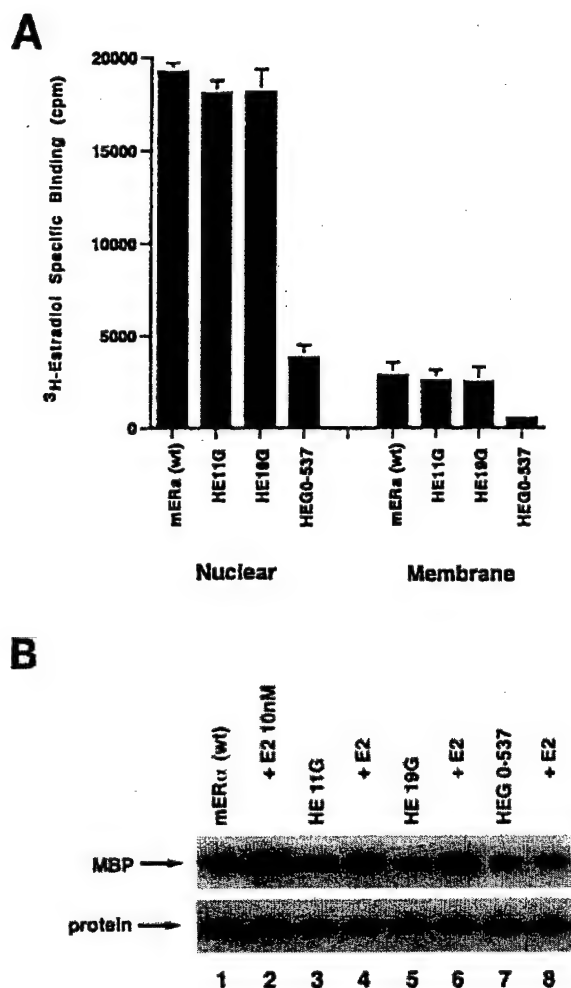 A
³H-Estradiol Specific Binding (cpm)
20000
15000
10000
5000
0
mERa (wt)
HE11G
HE19G
HEG0-537
mERa (wt)
HE11G
HE19G
HEG0-537
Nuclear
Membrane
B
mERα (wt)
+ E2 10nM
HE 11G
+ E2
HE 19G
+ E2
HEG 0-537
+ E2
MBP
protein
1 2 3 4 5 6 7 8